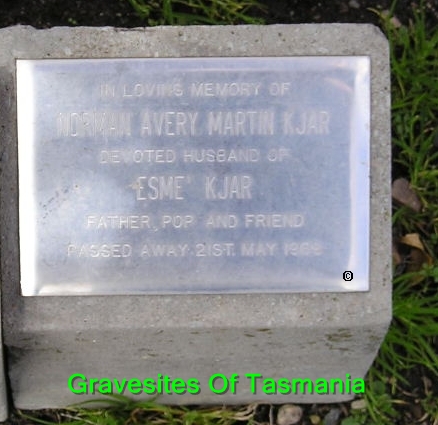 IN LOVING MEMORY OF
NORMAN AVERY MARTIN KJAR
DEVOTED HUSBAND OF
'ESME' KJAR
FATHER, POP AND FRIEND
PASSED AWAY 21ST. MAY
©
Gravesites Of Tasmania